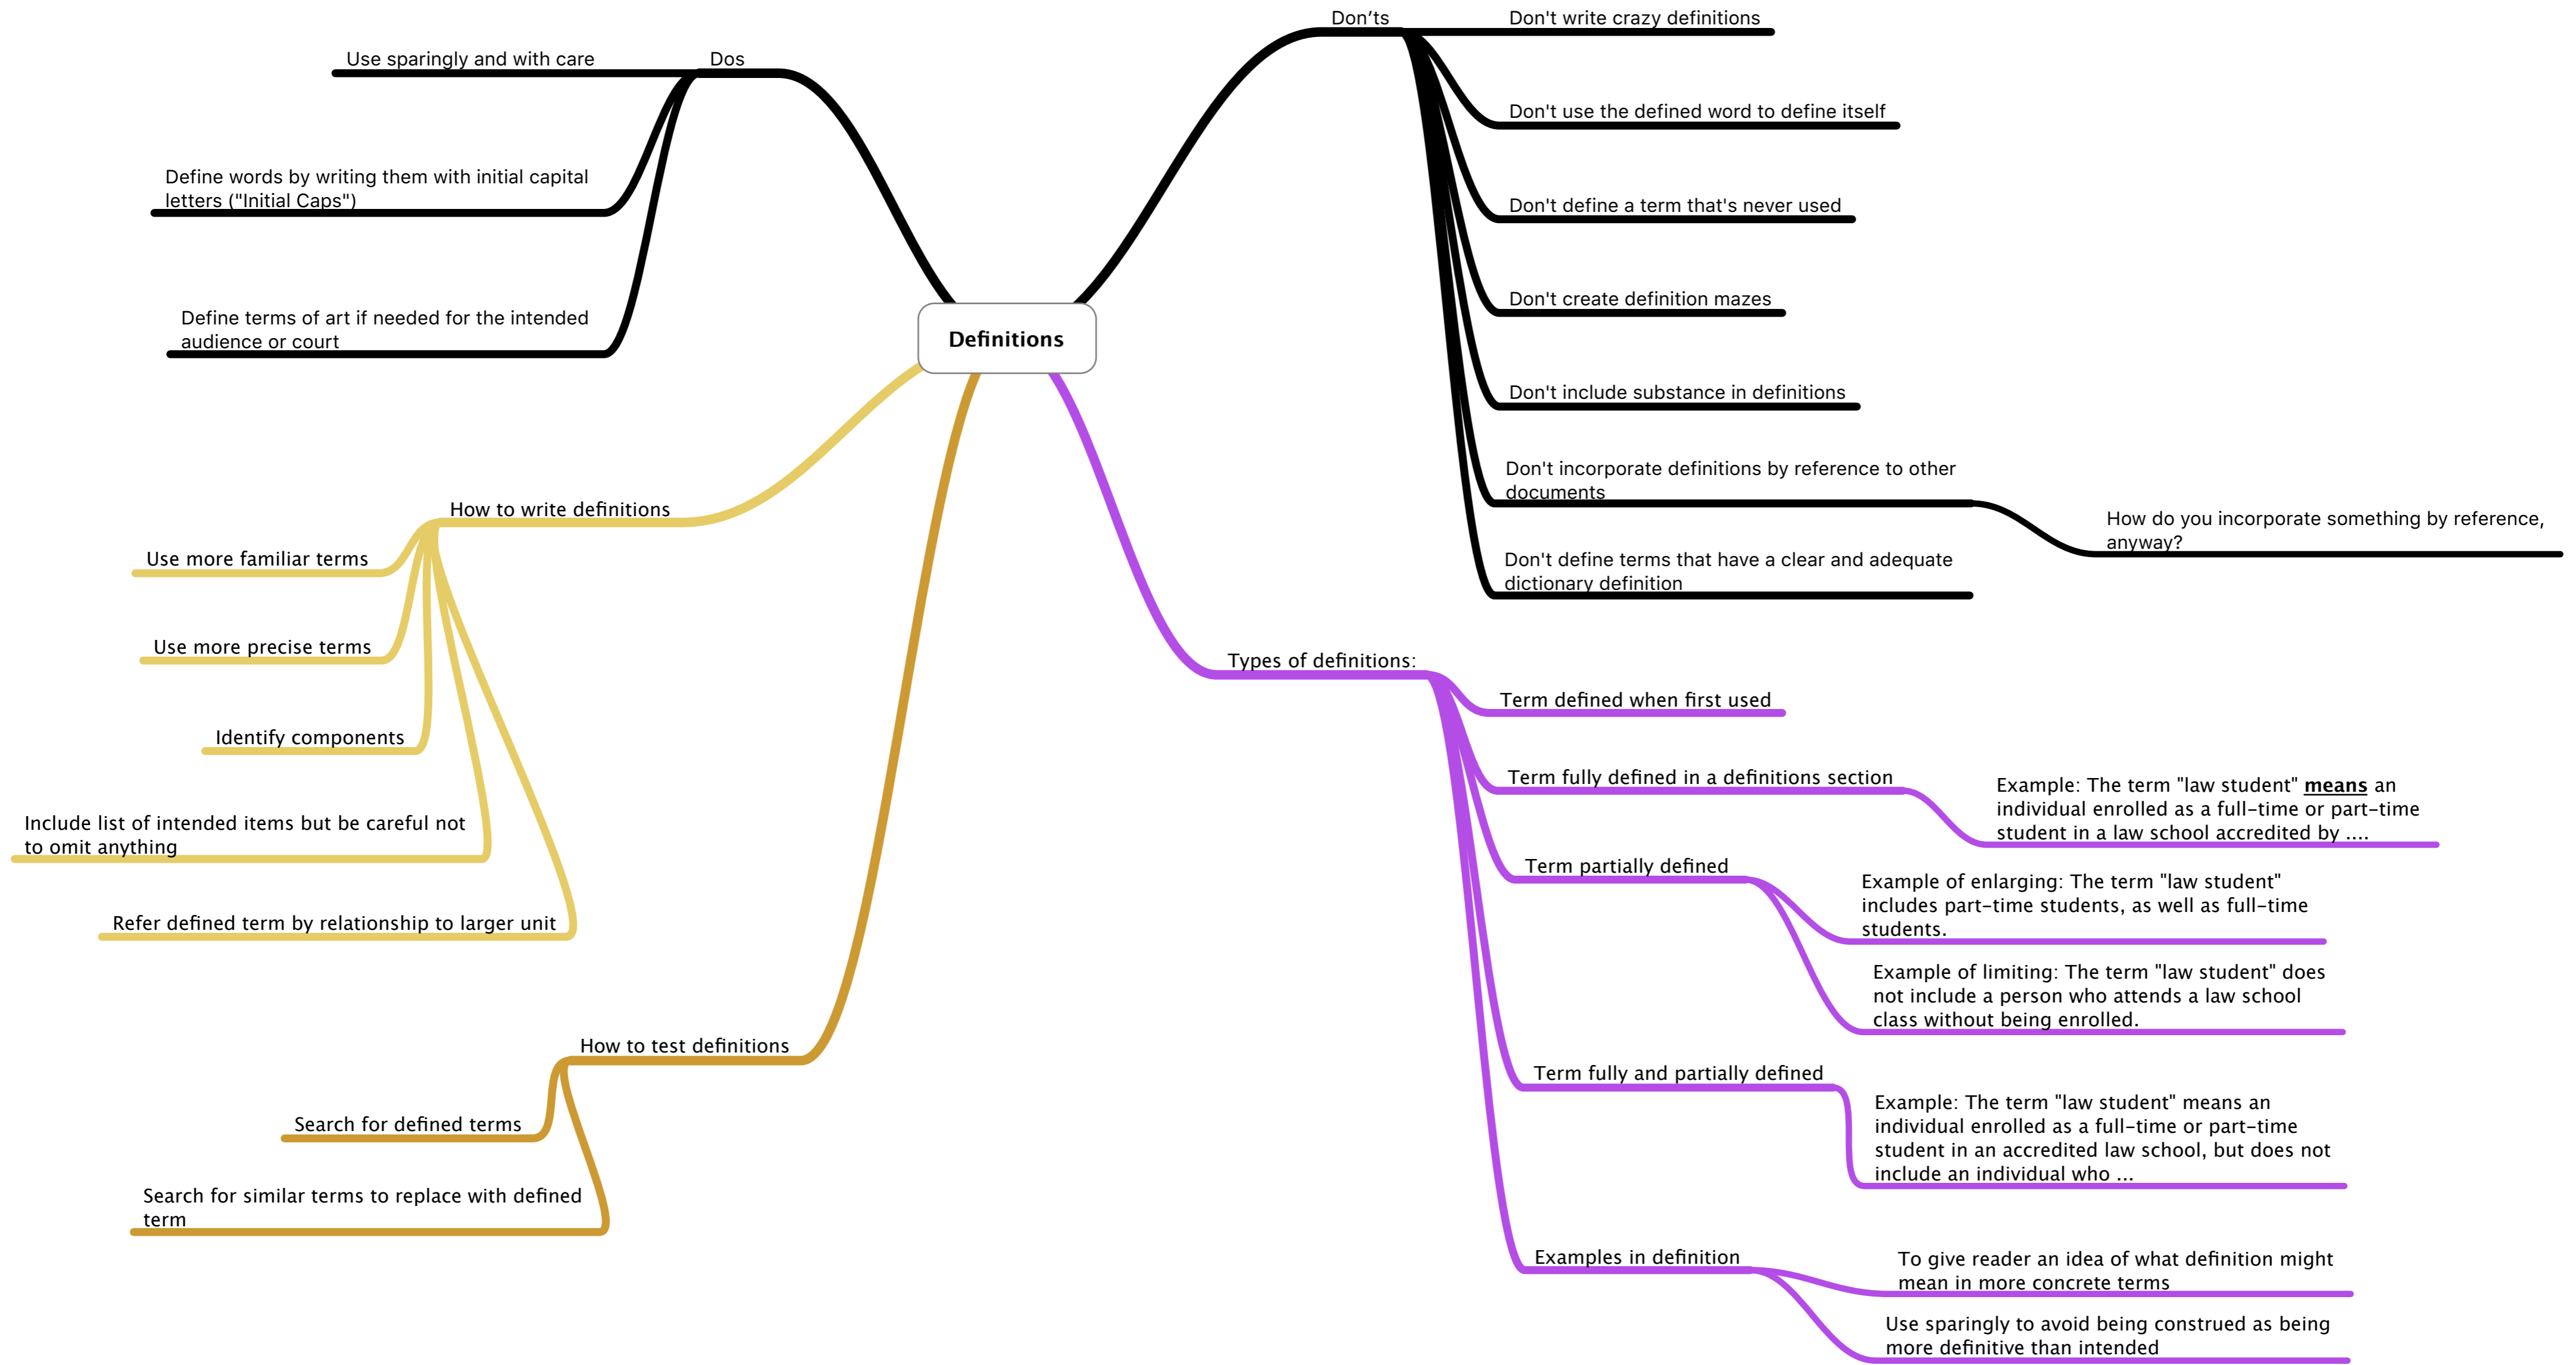 Definitions
Dos
Use sparingly and with care
Define words by writing them with initial capital
letters ("Initial Caps")
Define terms of art if needed for the intended
audience or court
How to write definitions
Use more familiar terms
Use more precise terms
Identify components
Include list of intended items but be careful not
to omit anything
Refer defined term by relationship to larger unit
How to test definitions
Search for defined terms
Search for similar terms to replace with defined
term
Don’ts
Don't write crazy definitions
Don't use the defined word to define itself
Don't define a term that's never used
Don't create definition mazes
Don't include substance in definitions
Don't incorporate definitions by reference to other
documents
How do you incorporate something by reference,
anyway?
Don't define terms that have a clear and adequate
dictionary definition
Types of definitions:
Term defined when first used
Term fully defined in a definitions section
Example: The term "law student" means an
individual enrolled as a full-time or part-time
student in a law school accredited by ....
Term partially defined
Example of enlarging: The term "law student"
includes part-time students, as well as full-time
students.
Example of limiting: The term "law student" does
not include a person who attends a law school
class without being enrolled.
Term fully and partially defined
Example: The term "law student" means an
individual enrolled as a full-time or part-time
student in an accredited law school, but does not
include an individual who ...
Examples in definition
To give reader an idea of what definition might
mean in more concrete terms
Use sparingly to avoid being construed as being
more definitive than intended